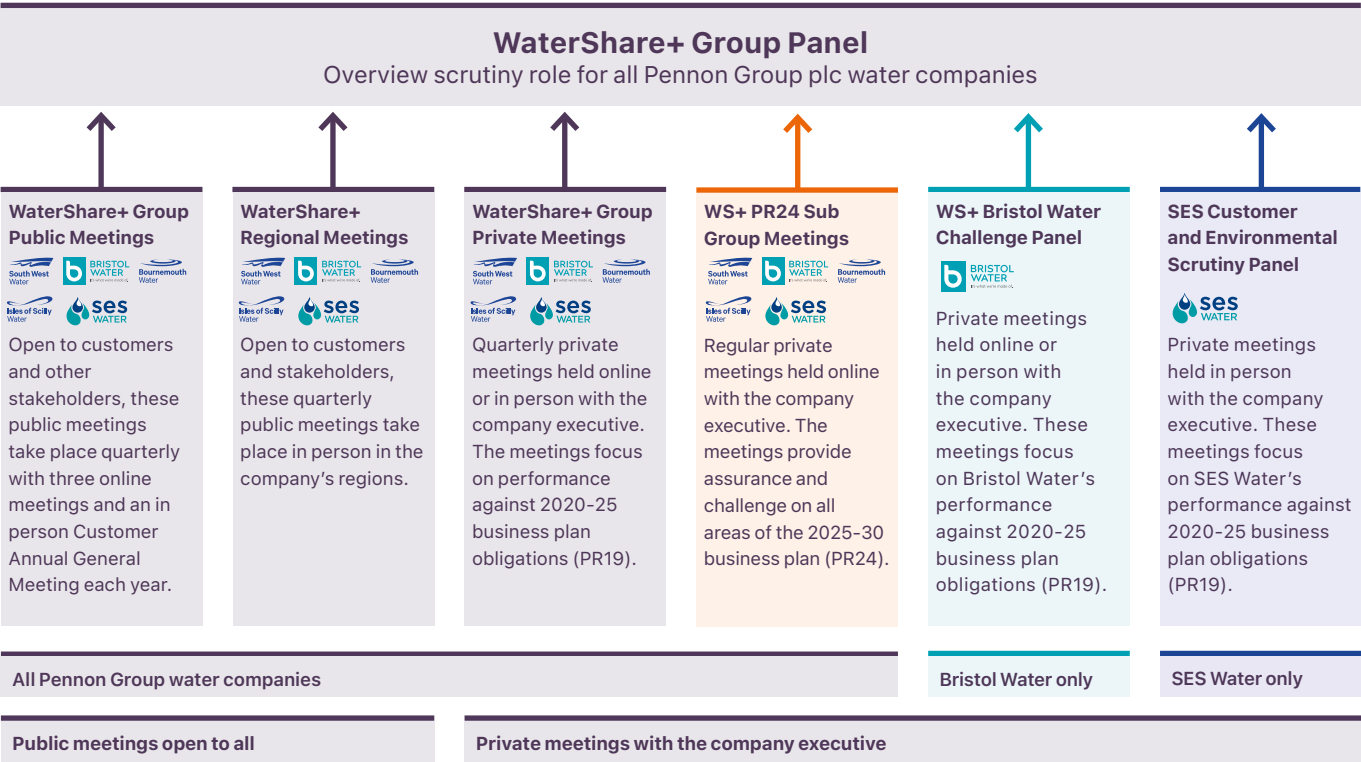 WaterShare+ Group Panel
Overview scrutiny role for all Pennon Group plc water companies
WaterShare+ Group
Public Meetings
South West
Water
BRISTOL
WATER
Bournemouth
Water
Isles of Scilly
Water
ses
WATER
Open to customers
and other
stakeholders, these
public meetings
take place quarterly
with three online
meetings and an in
person Customer
Annual General
Meeting each year.
WaterShare+
Regional Meetings
South West
Water
BRISTOL
WATER
Bournemouth
Water
Isles of Scilly
Water
ses
WATER
Open to customers
and stakeholders,
these quarterly
public meetings take
place in person in the
company's regions.
WaterShare+ Group
Private Meetings
South West
Water
BRISTOL
WATER
Bournemouth
Water
Isles of Scilly
Water
ses
WATER
Quarterly private
meetings held online
or in person with the
company executive.
The meetings focus
on performance
against 2020-25
business plan
obligations (PR19).
WS+ PR24 Sub
Group Meetings
South West
Water
BRISTOL
WATER
Bournemouth
Water
Isles of Scilly
Water
ses
WATER
Regular private
meetings held online
with the company
executive. The
meetings provide
assurance and
challenge on all
areas of the 2025-30
business plan (PR24).
WS+ Bristol Water
Challenge Panel
BRISTOL
WATER
Private meetings
held online or
in person with
the company
executive. These
meetings focus
on Bristol Water's
performance
against 2020-25
business plan
obligations (PR19).
SES Customer
and Environmental
Scrutiny Panel
ses
WATER
Private meetings
held in person
with the company
executive. These
meetings focus
on SES Water's
performance against
2020-25 business
plan obligations
(PR19).
All Pennon Group water companies
Bristol Water only
SES Water only
Public meetings open to all
Private meetings with the company executive